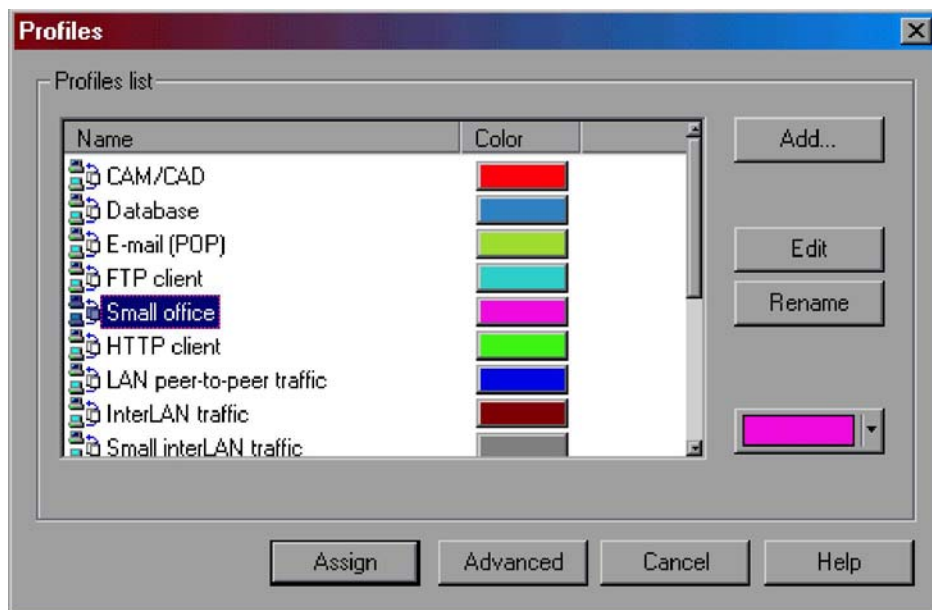 Profiles
Profiles list
Name Color
CAM/CAD
Database
E-mail (POP)
FTP client
Small office
HTTP client
LAN peer-to-peer traffic
InterLAN traffic
Small interLAN traffic
Add...
Edit
Rename
Assign Advanced Cancel Help